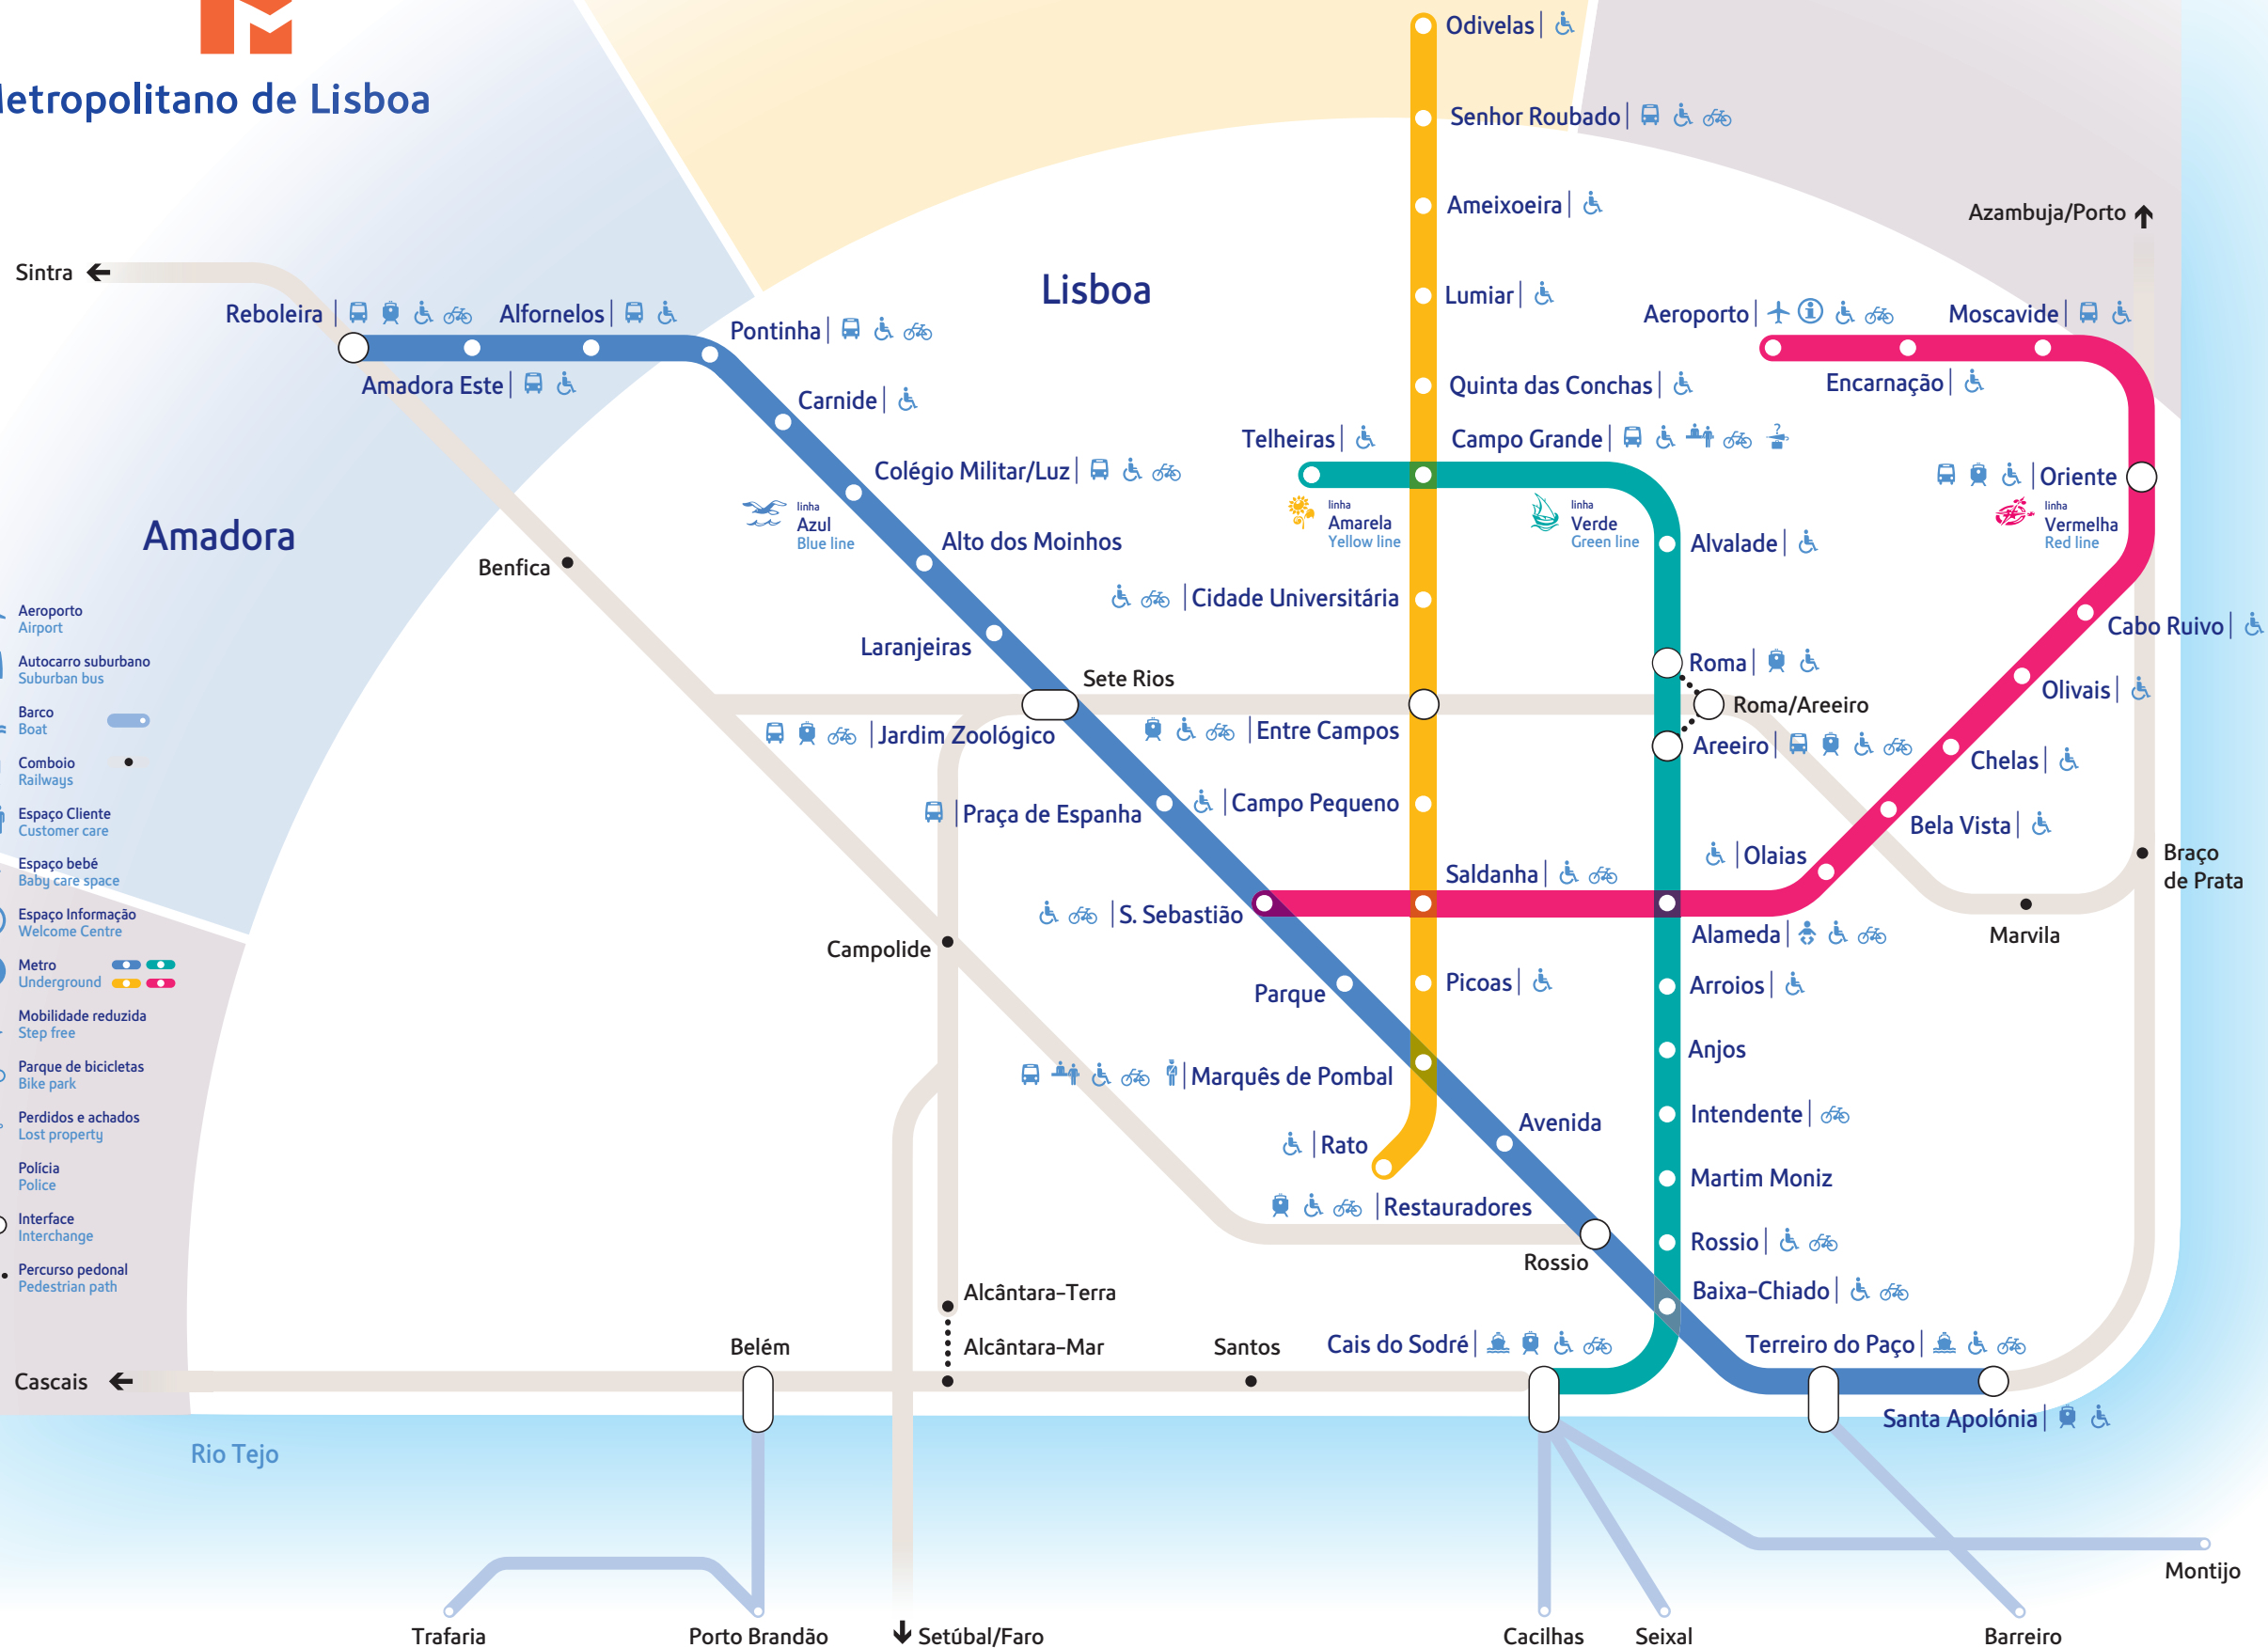 Metropolitano de Lisboa
Odivelas
Senhor Roubado
Ameixoeira
Azambuja/Porto
Sintra
Lisboa
Lumiar
Reboleira
Alfornelos
Pontinha
Aeroporto
Moscavide
Amadora Este
Carnide
Quinta das Conchas
Encarnação
Telheiras
Campo Grande
Colégio Militar/Luz
Oriente
linha
Azul
Blue line
linha
Amarela
Yellow line
linha
Verde
Green line
linha
Vermelha
Red line
Amadora
Alto dos Moinhos
Alvalade
Benfica
Cidade Universitária
Cabo Ruivo
Laranjeiras
Roma
Sete Rios
Olivais
Roma/Areeiro
Jardim Zoológico
Entre Campos
Areeiro
Chelas
Praça de Espanha
Campo Pequeno
Bela Vista
Olaias
Braço
de Prata
Saldanha
S. Sebastião
Alameda
Marvila
Campolide
Parque
Picoas
Arroios
Anjos
Marquês de Pombal
Intendente
Avenida
Rato
Martim Moniz
Restauradores
Rossio
Rossio
Baixa-Chiado
Alcântara-Terra
Alcântara-Mar
Belém
Santos
Cais do Sodré
Terreiro do Paço
Cascais
Santa Apolónia
Rio Tejo
Montijo
Trafaria
Porto Brandão
Setúbal/Faro
Cacilhas
Seixal
Barreiro
Aeroporto
Airport
Autocarro suburbano
Suburban bus
Barco
Boat
Comboio
Railways
Espaço Cliente
Customer care
Espaço bebé
Baby care space
Espaço Informação
Welcome Centre
Metro
Underground
Mobilidade reduzida
Step free
Parque de bicicletas
Bike park
Perdidos e achados
Lost property
Polícia
Police
Interface
Interchange
Percurso pedonal
Pedestrian path